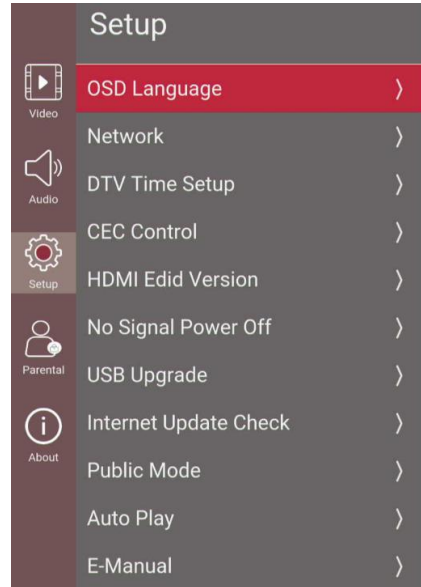 Setup
Video
Audio
Setup
Parental
About
OSD Language
Network
DTV Time Setup
CEC Control
HDMI Edid Version
No Signal Power Off
USB Upgrade
Internet Update Check
Public Mode
Auto Play
E-Manual